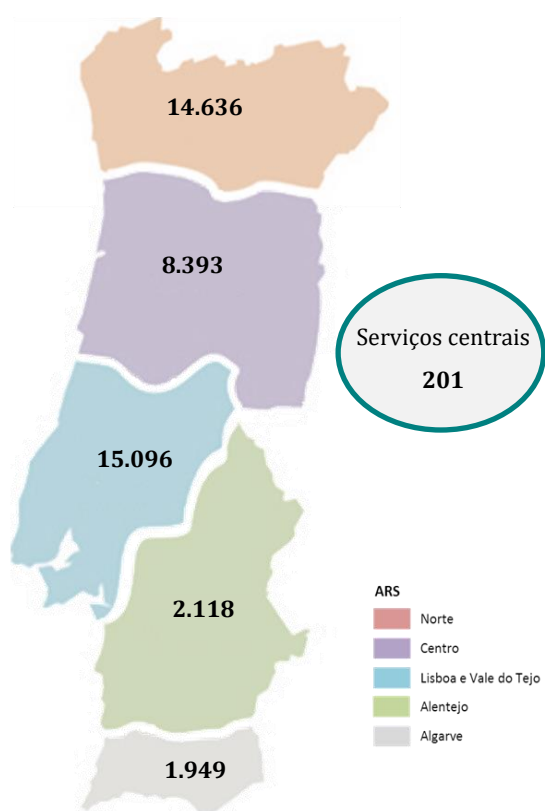 14.636
8.393
Serviços centrais
201
15.096
2.118
1.949
ARS
Norte
Centro
Lisboa e Vale do Tejo
Alentejo
Algarve